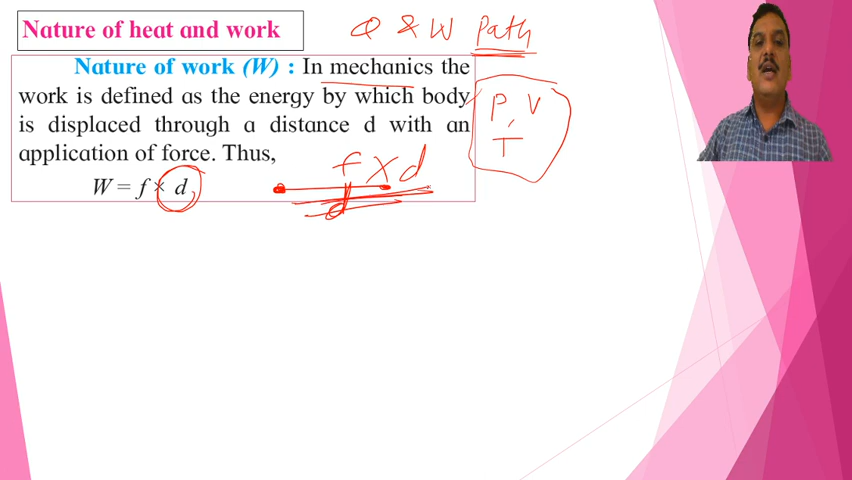 Nature of heat and work
Q & W Path
Nature of work (W) : In mechanics the
work is defined as the energy by which body
is displaced through a distance d with an
application of force. Thus,
W = f × d,
P, V
T
f × d
d